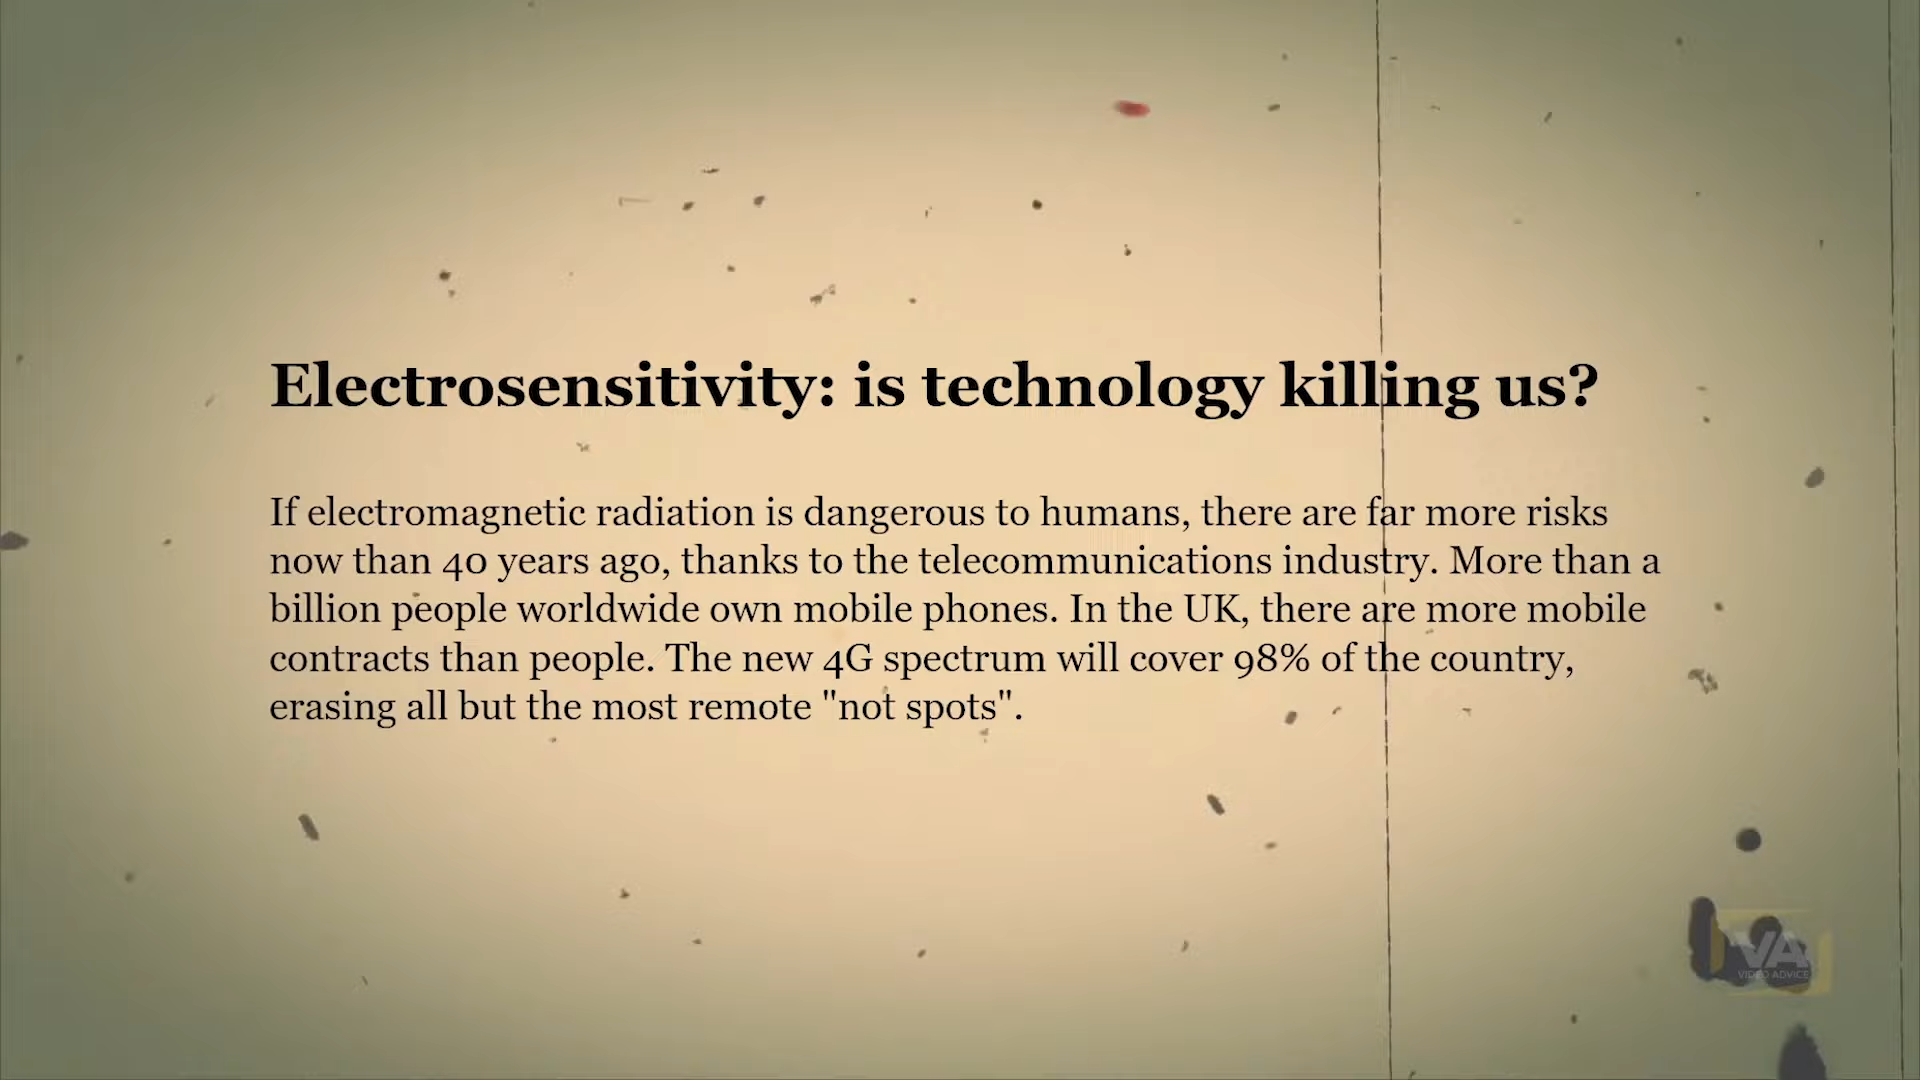 Electrosensitivity: is technology killing us?
If electromagnetic radiation is dangerous to humans, there are far more risks
now than 40 years ago, thanks to the telecommunications industry. More than a
billion people worldwide own mobile phones. In the UK, there are more mobile
contracts than people. The new 4G spectrum will cover 98% of the country,
erasing all but the most remote "not spots".
VA
VIDEO ADVICE